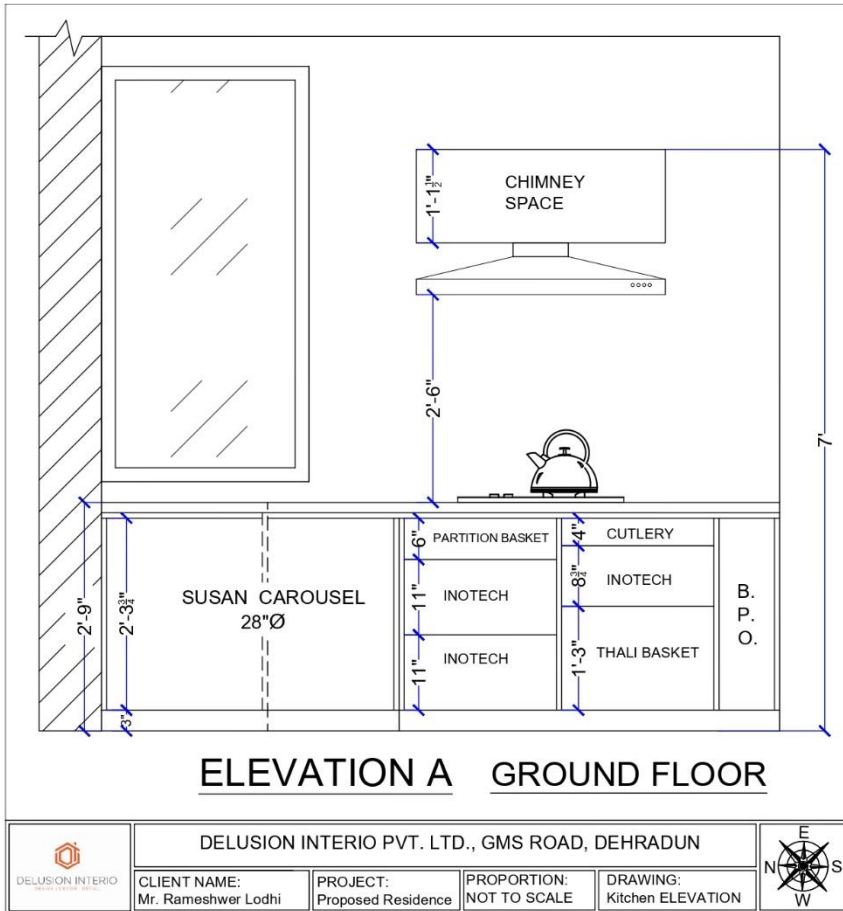 CHIMNEY
SPACE
1'-1½"
2'-6"
7'
2'-9"
2'-3¾"
3"
SUSAN CAROUSEL
28"Ø
6"
PARTITION BASKET
11"
INOTECH
11"
INOTECH
4"
CUTLERY
8¾"
INOTECH
1'-3"
THALI BASKET
B.
P.
O.
ELEVATION A GROUND FLOOR
DELUSION INTERIO
DELUSION INTERIO PVT. LTD., GMS ROAD, DEHRADUN
CLIENT NAME:
Mr. Rameshwer Lodhi
PROJECT:
Proposed Residence
PROPORTION:
NOT TO SCALE
DRAWING:
Kitchen ELEVATION
E
N S
W